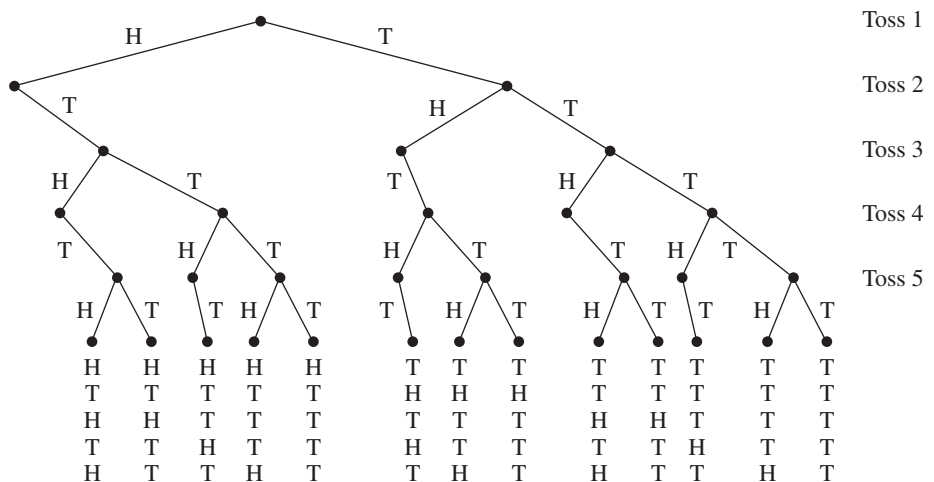 H T Toss 1
T H T Toss 2
H T T H T Toss 3
T H T H T T H T Toss 4
H T T H T T H T H T T H T Toss 5
H H H H H T T T T T T T T
T T T T T H H H T T T T T
H H T T T T T T H H T T T
T T H T T H T T T T H T T
H T T H T T H T H T T H T